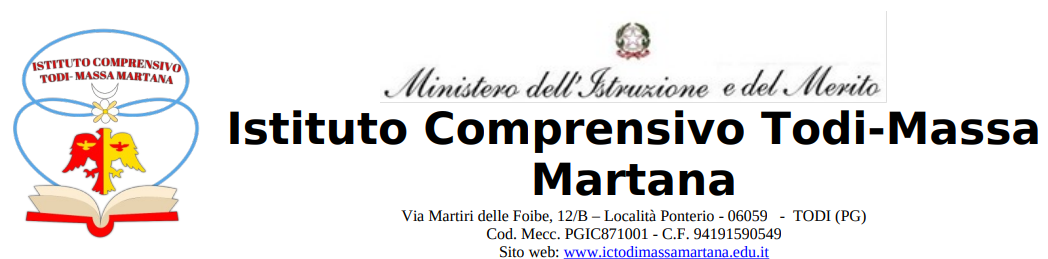 ISTITUTO COMPRENSIVO
TODI- MASSA MARTANA
Ministero dell'Istruzione e del Merito
Istituto Comprensivo Todi-Massa
Martana
Via Martiri delle Foibe, 12/B – Località Ponterio - 06059 - TODI (PG)
Cod. Mecc. PGIC871001 - C.F. 94191590549
Sito web: www.ictodimassamartana.edu.it